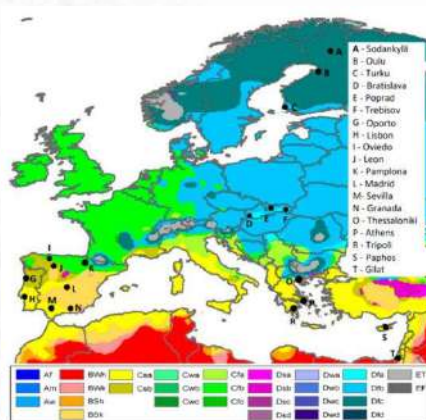 A - Sodankylä
B - Oulu
C - Turku
D - Bratislava
E - Poprad
F - Trebisov
G - Oporto
H - Lisbon
I - Oviedo
J - Leon
K - Pamplona
L - Madrid
M- Sevilla
N - Granada
O - Thessaloniki
P - Athens
R - Tripoli
S - Paphos
T - Gilat
A
B
C
D
E
F
I
J
K
G
L
H
M
N
O
R
S
T
Af
BWh
Csa
Cwa
Cfa
Dsa
Dwa
Dfa
ET
Am
BWk
Csb
Cwb
Cfb
Dsb
Dwb
Dfb
EF
Aw
BSh
Cwc
Cfc
Dsc
Dwc
Dfc
BSk
Dsd
Dwd